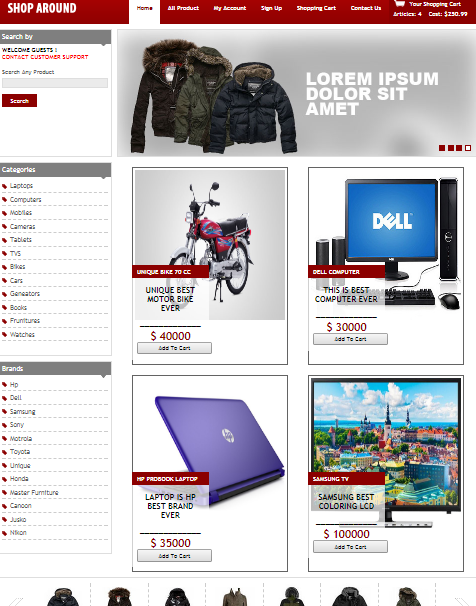 SHOP AROUND
Home
All Product
My Account
Sign Up
Shopping Cart
Contact Us
Your Shopping Cart
Articles: 4 Cost: $230.99
Search by
WELCOME GUESTS !
CONTACT CUSTOMER SUPPORT
Search Any Product
Search
LOREM IPSUM
DOLOR SIT
AMET
Categories
Laptops
Computers
Mobiles
Cameras
Tablets
TVS
Bikes
Cars
Geneators
Books
Frunitures
Watches
Brands
Hp
Dell
Samsung
Sony
Motrola
Toyota
Unique
Honda
Master Furniture
Canoon
Jusko
Nikon
UNIQUE BIKE 70 CC
UNIQUE BEST
MOTOR BIKE
EVER
$ 40000
Add To Cart
DELL
DELL COMPUTER
THIS IS BEST
COMPUTER EVER
$ 30000
Add To Cart
hp
HP PROBOOK LAPTOP
LAPTOP IS HP
BEST BRAND
EVER
$ 35000
Add To Cart
SAMSUNG TV
SAMSUNG BEST
COLORING LCD
$ 100000
Add To Cart